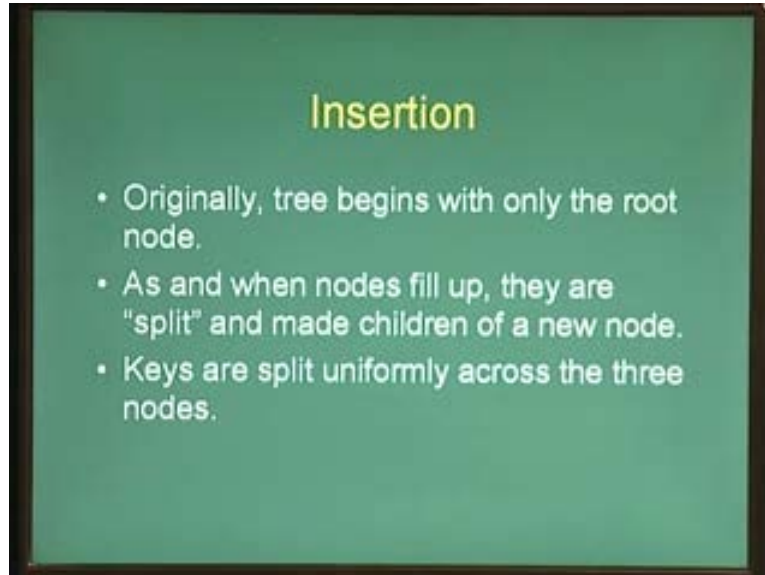 Insertion
• Originally, tree begins with only the root
node.
• As and when nodes fill up, they are
“split” and made children of a new node.
• Keys are split uniformly across the three
nodes.